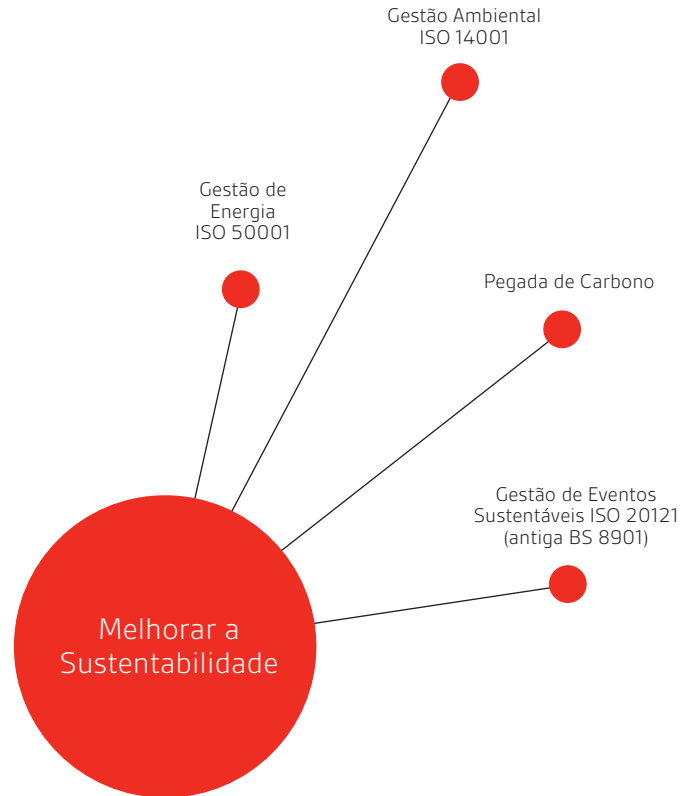 Gestão Ambiental
ISO 14001
Gestão de
Energia
ISO 50001
Pegada de Carbono
Gestão de Eventos
Sustentáveis ISO 20121
(antiga BS 8901)
Melhorar a
Sustentabilidade